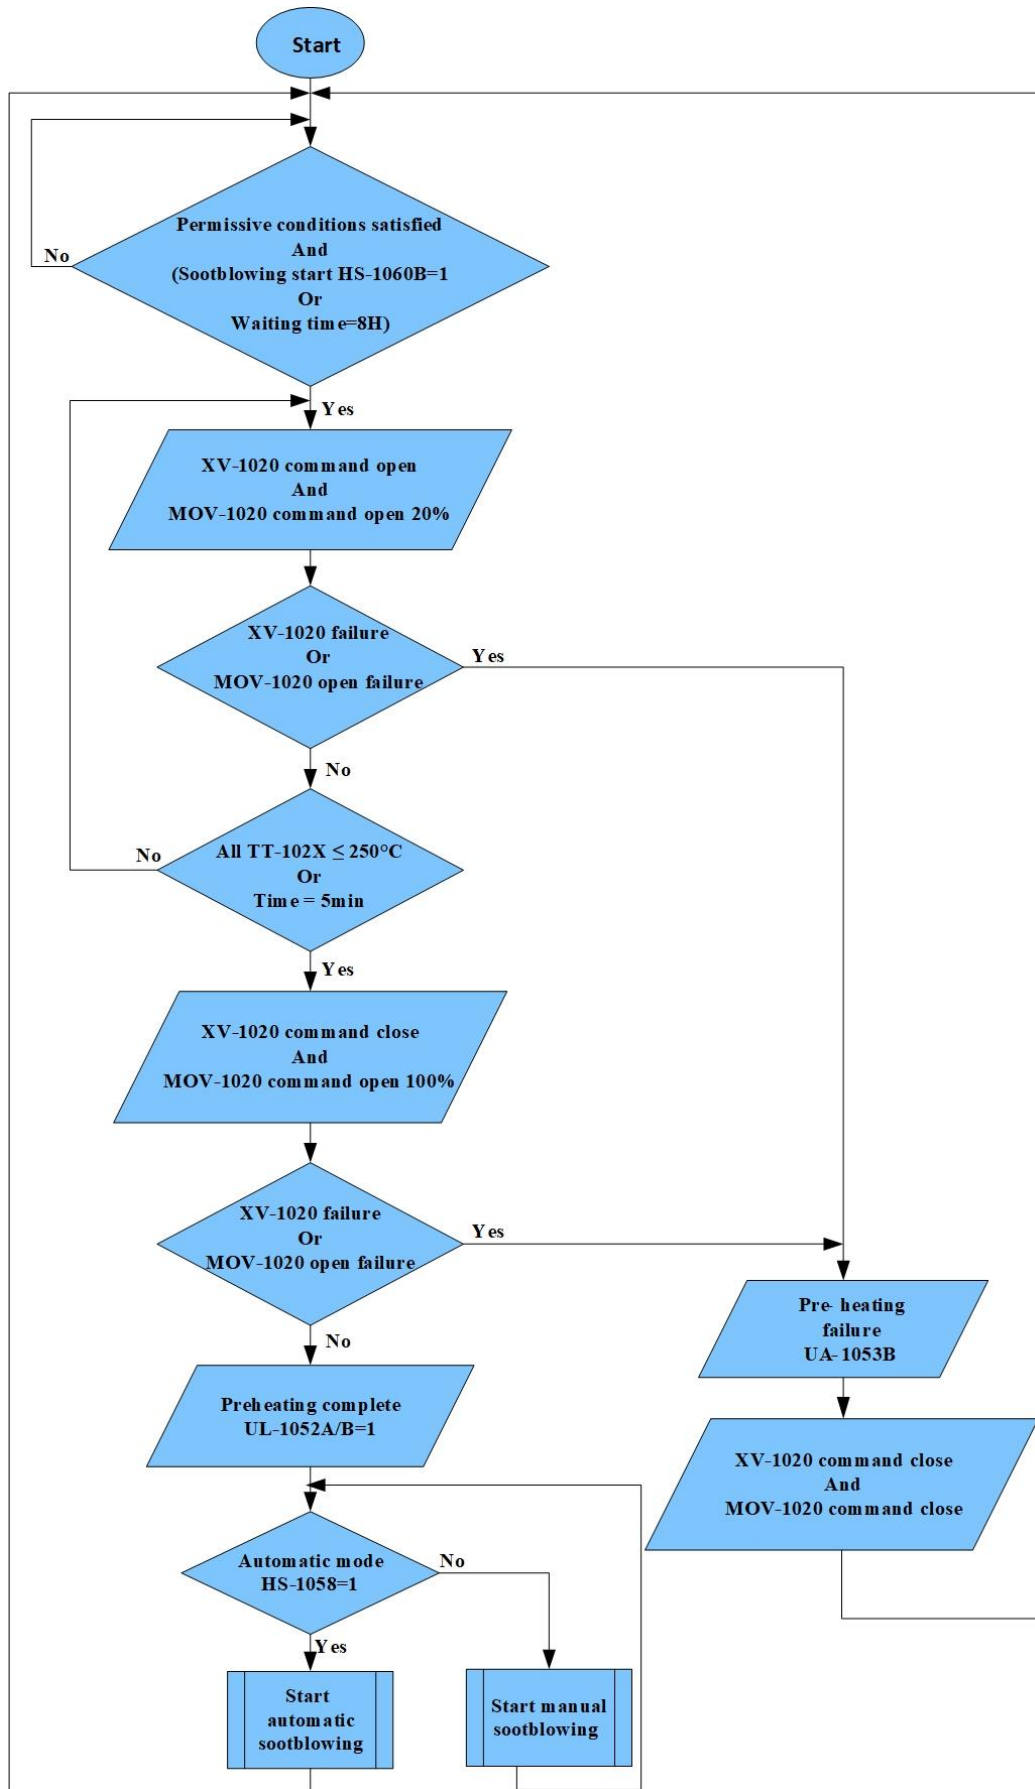 Start
Permissive conditions satisfied
And
(Sootblowing start HS-1060B=1
Or
Waiting time=8H)
No
Yes
XV-1020 command open
And
MOV-1020 command open 20%
XV-1020 failure
Or
MOV-1020 open failure
Yes
No
All TT-102X ≤ 250°C
Or
Time = 5min
No
Yes
XV-1020 command close
And
MOV-1020 command open 100%
XV-1020 failure
Or
MOV-1020 open failure
Yes
No
Pre- heating
failure
UA-1053B
Preheating complete
UL-1052A/B=1
XV-1020 command close
And
MOV-1020 command close
Automatic mode
HS-1058=1
No
Yes
Start
automatic
sootblowing
Start manual
sootblowing